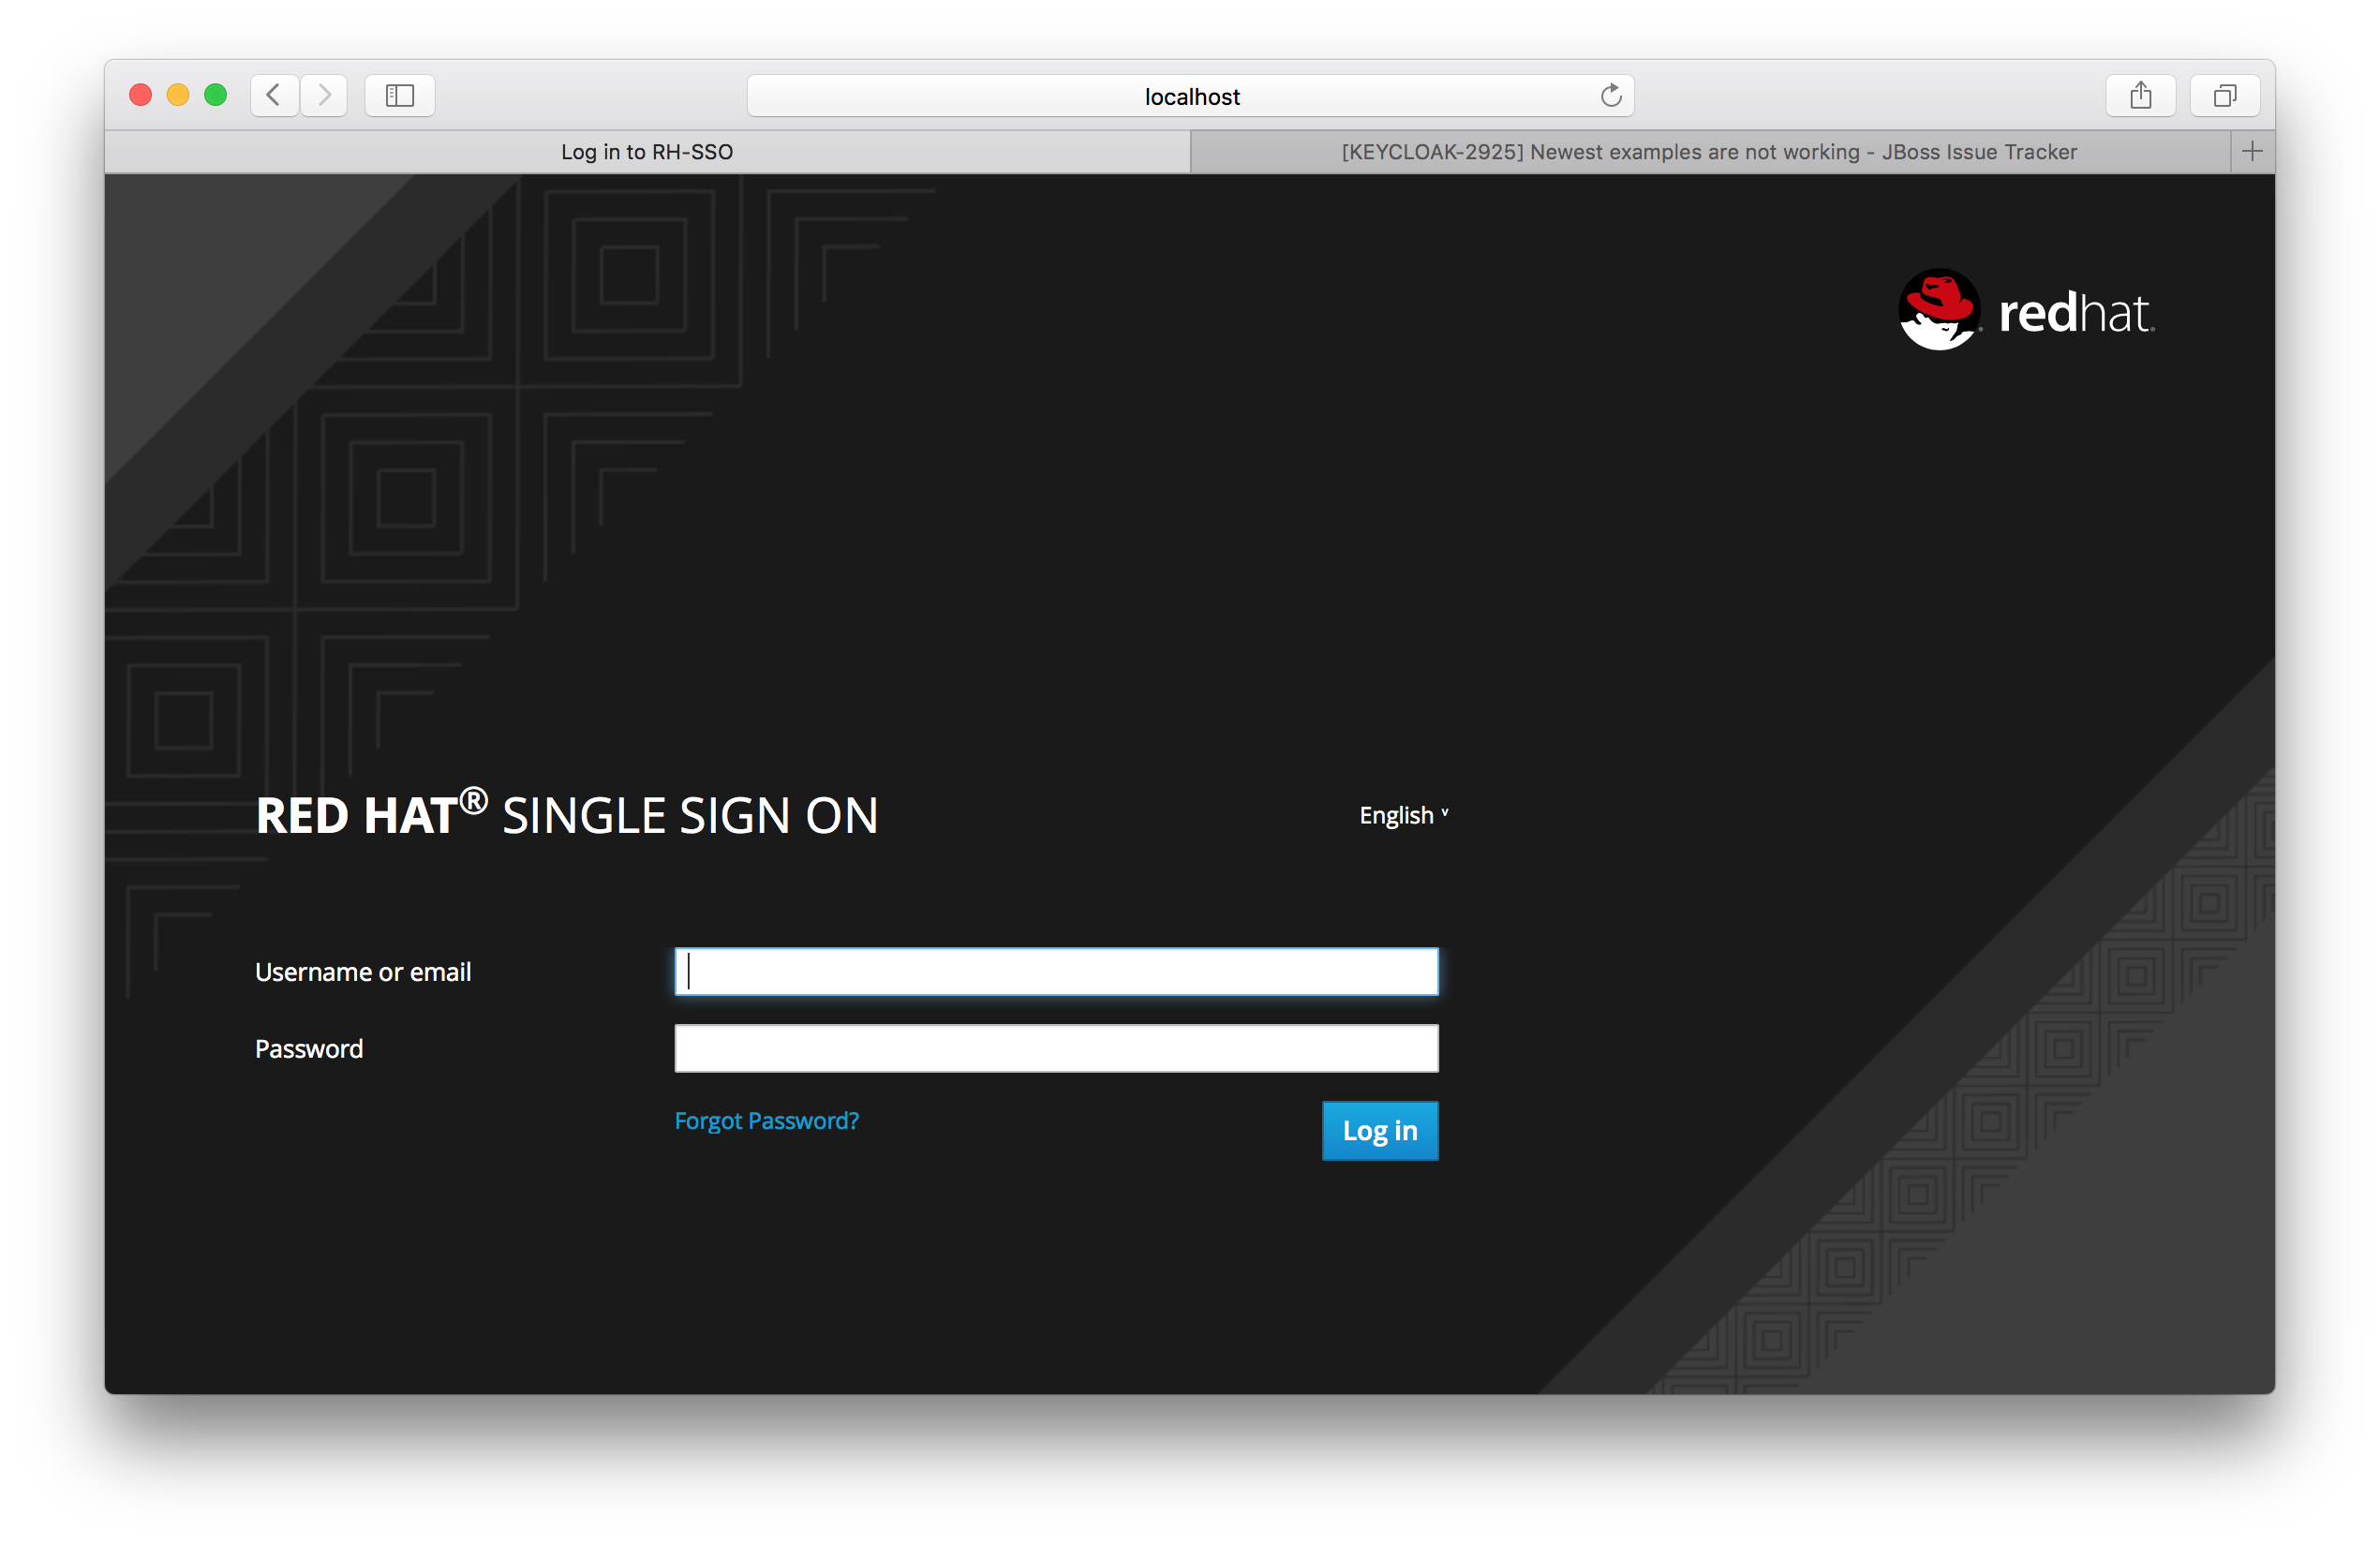 localhost
Log in to RH-SSO
[KEYCLOAK-2925] Newest examples are not working - JBoss Issue Tracker
redhat.
RED HAT® SINGLE SIGN ON
English ˅
Username or email
Password
Forgot Password?
Log in